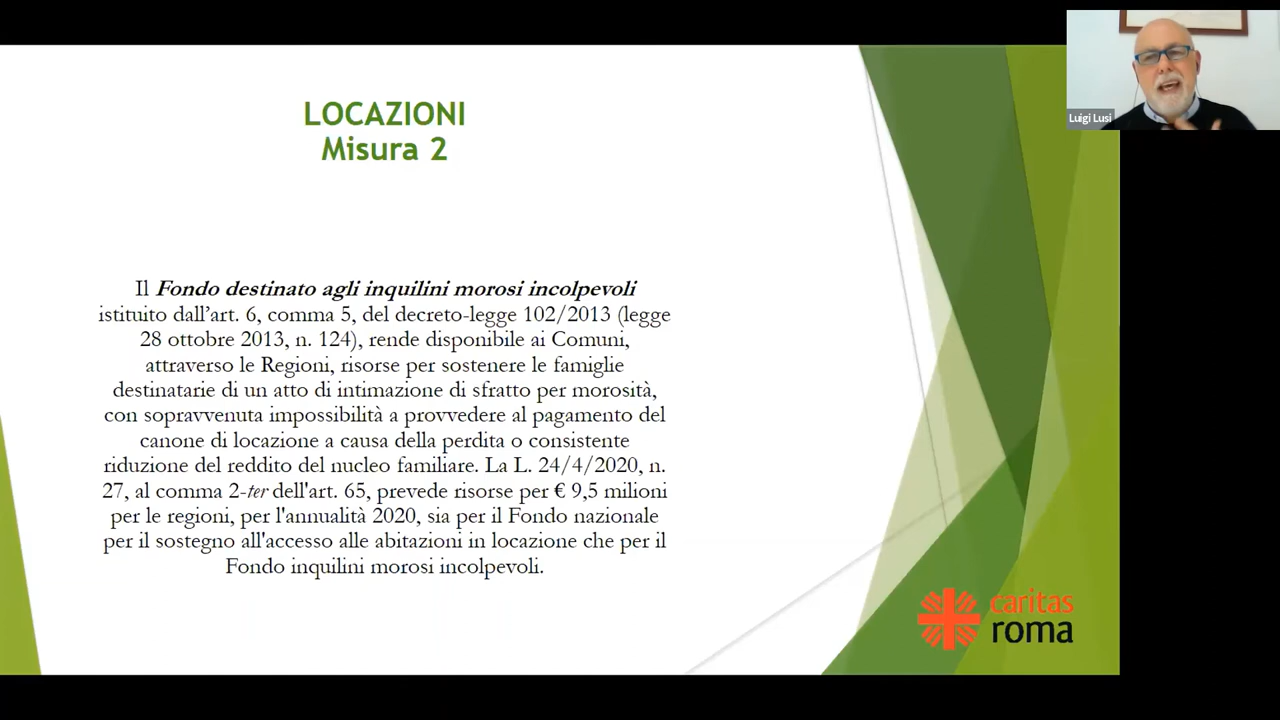 LOCAZIONI
Misura 2
Il Fondo destinato agli inquilini morosi incolpevoli
istituito dall’art. 6, comma 5, del decreto-legge 102/2013 (legge
28 ottobre 2013, n. 124), rende disponibile ai Comuni,
attraverso le Regioni, risorse per sostenere le famiglie
destinatarie di un atto di intimazione di sfratto per morosità,
con sopravvenuta impossibilità a provvedere al pagamento del
canone di locazione a causa della perdita o consistente
riduzione del reddito del nucleo familiare. La L. 24/4/2020, n.
27, al comma 2-ter dell'art. 65, prevede risorse per € 9,5 milioni
per le regioni, per l'annualità 2020, sia per il Fondo nazionale
per il sostegno all'accesso alle abitazioni in locazione che per il
Fondo inquilini morosi incolpevoli.
caritas
roma
Luigi Lusi